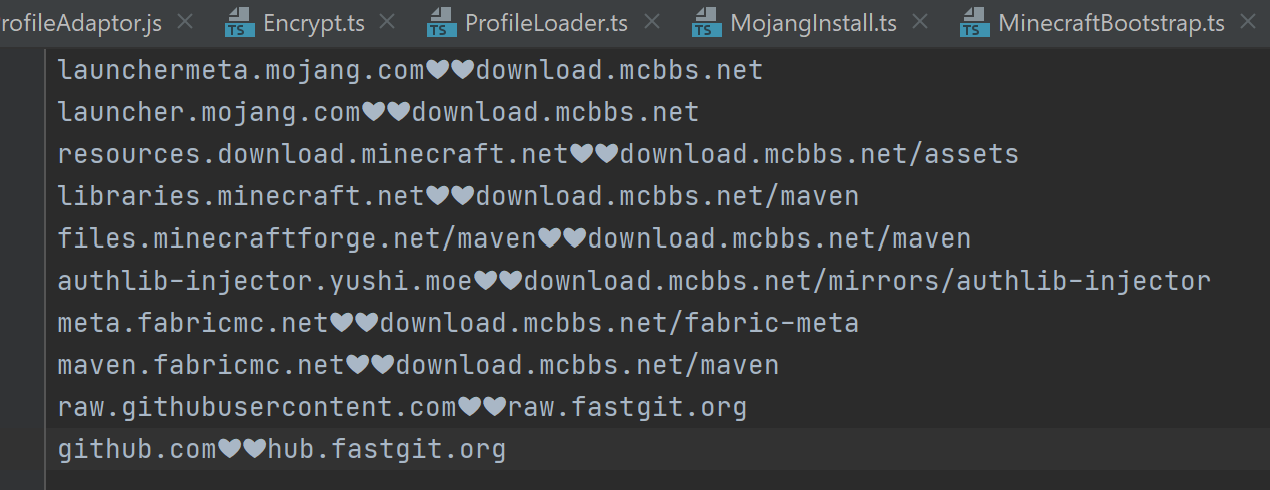 rofileAdaptor.js TS Encrypt.ts TS ProfileLoader.ts TS MojangInstall.ts TS MinecraftBootstrap.ts
launchermeta.mojang.com♥♥download.mcbbs.net
launcher.mojang.com♥♥download.mcbbs.net
resources.download.minecraft.net♥♥download.mcbbs.net/assets
libraries.minecraft.net♥♥download.mcbbs.net/maven
files.minecraftforge.net/maven♥♥download.mcbbs.net/maven
authlib-injector.yushi.moe♥♥download.mcbbs.net/mirrors/authlib-injector
meta.fabricmc.net♥♥download.mcbbs.net/fabric-meta
maven.fabricmc.net♥♥download.mcbbs.net/maven
raw.githubusercontent.com♥♥raw.fastgit.org
github.com♥♥hub.fastgit.org